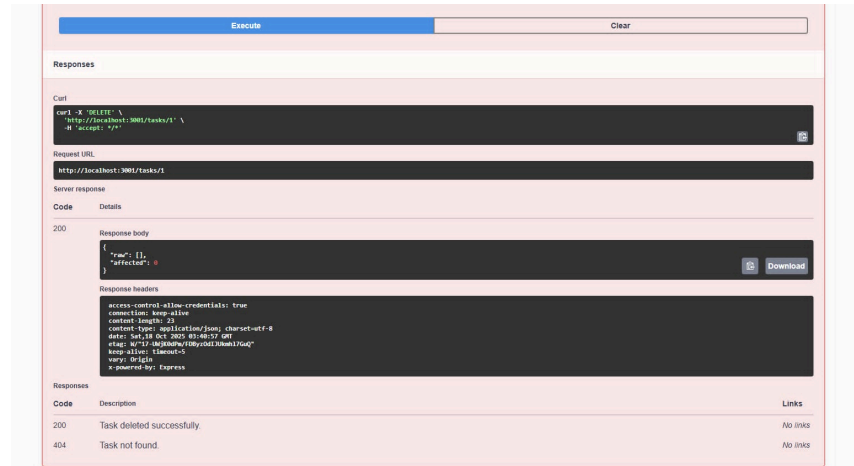 Execute
Clear
Responses
Curl
curl -X 'DELETE' \
'http://localhost:3001/tasks/1' \
-H 'accept: */*'
Request URL
http://localhost:3001/tasks/1
Server response
Code Details
200
Response body
{
"raw": [],
"affected": 0
}
Download
Response headers
access-control-allow-credentials: true
connection: keep-alive
content-length: 23
content-type: application/json; charset=utf-8
date: Sat,18 Oct 2025 03:40:57 GMT
etag:
keep-alive: timeout=5
vary: Origin
x-powered-by: Express
Responses
Code Description Links
200 Task deleted successfully. No links
404 Task not found. No links